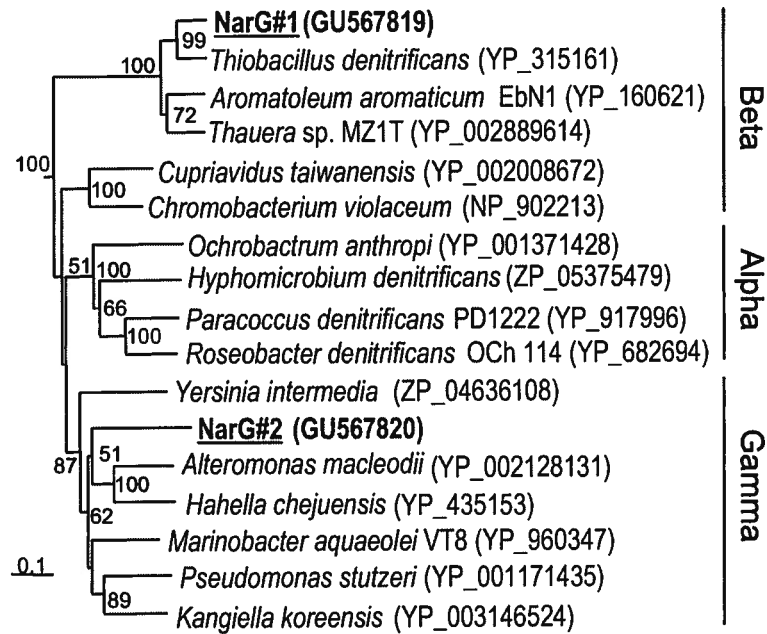 NarG#1 (GU567819)
99
Thiobacillus denitrificans (YP_315161)
100
Aromatoleum aromaticum EbN1 (YP_160621)
72
Thauera sp. MZ1T (YP_002889614)
Beta
100
Cupriavidus taiwanensis (YP_002008672)
100
Chromobacterium violaceum (NP_902213)
Ochrobactrum anthropi (YP_001371428)
51
100
Hyphomicrobium denitrificans (ZP_05375479)
66
Paracoccus denitrificans PD1222 (YP_917996)
100
Roseobacter denitrificans OCh 114 (YP_682694)
Alpha
Yersinia intermedia (ZP_04636108)
NarG#2 (GU567820)
51
87
Alteromonas macleodii (YP_002128131)
100
Hahella chejuensis (YP_435153)
62
Marinobacter aquaeolei VT8 (YP_960347)
Pseudomonas stutzeri (YP_001171435)
89
Kangiella koreensis (YP_003146524)
Gamma
0.1